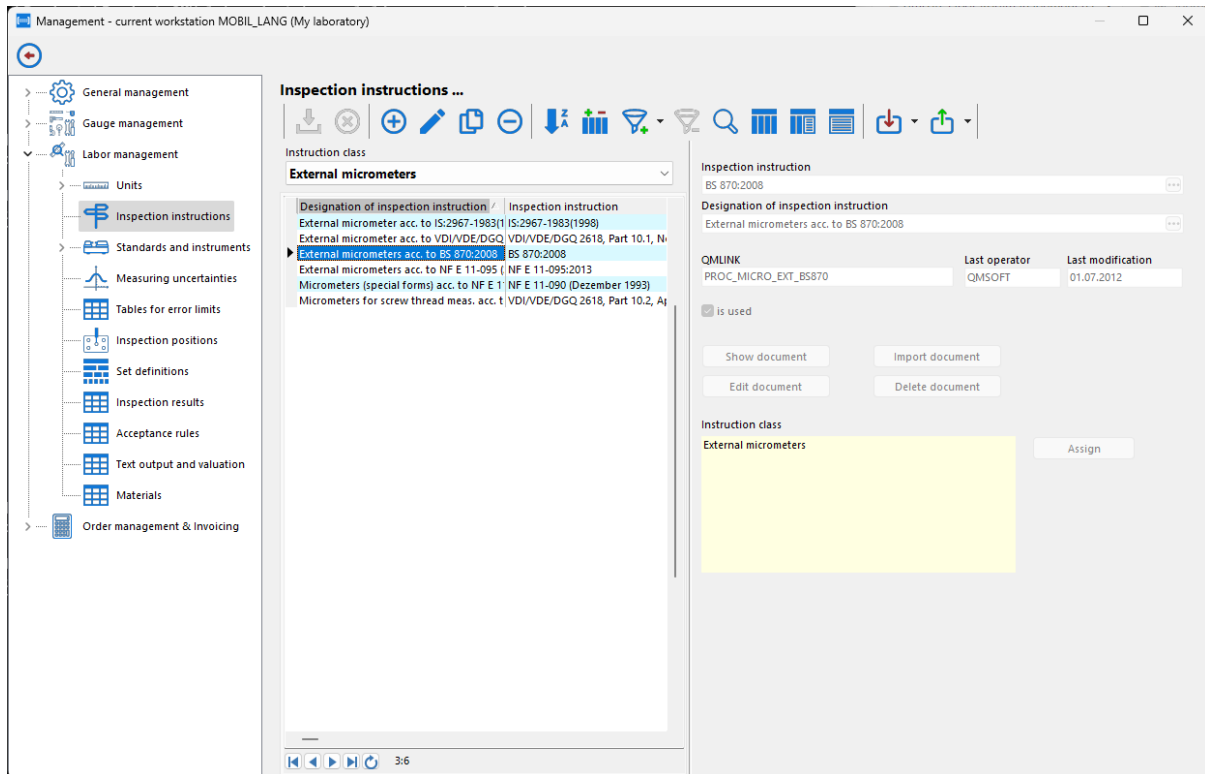 Management - current workstation MOBIL_LANG (My laboratory)
General management
Gauge management
Labor management
Units
Inspection instructions
Standards and instruments
Measuring uncertainties
Tables for error limits
Inspection positions
Set definitions
Inspection results
Acceptance rules
Text output and valuation
Materials
Order management & Invoicing
Inspection instructions ...
Instruction class
External micrometers
Designation of inspection instruction Inspection instruction
External micrometer acc. to IS:2967-1983(1 IS:2967-1983(1998)
External micrometer acc. to VDI/VDE/DGQ VDI/VDE/DGQ 2618, Part 10.1, N
External micrometers acc. to BS 870:2008 BS 870:2008
External micrometers acc. to NF E 11-095 ( NF E 11-095:2013
Micrometers (special forms) acc. to NF E 1 NF E 11-090 (Dezember 1993)
Micrometers for screw thread meas. acc. t VDI/VDE/DGQ 2618, Part 10.2, A
3:6
Inspection instruction
BS 870:2008
Designation of inspection instruction
External micrometers acc. to BS 870:2008
QMLINK Last operator Last modification
PROC_MICRO_EXT_BS870 QMSOFT 01.07.2012
is used
Show document Import document
Edit document Delete document
Instruction class
External micrometers
Assign